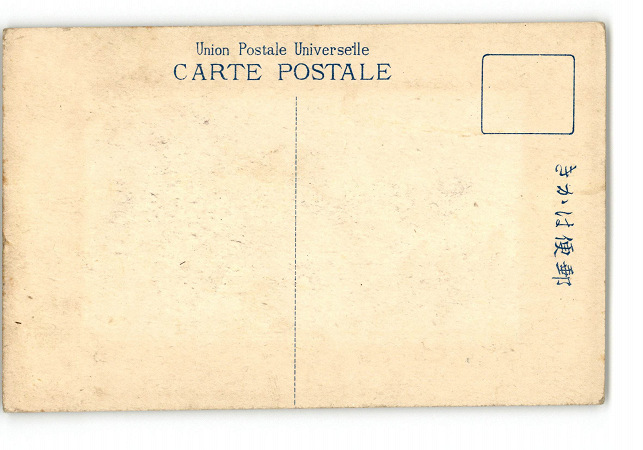 Union Postale Universelle
CARTE POSTALE
郵便はかき